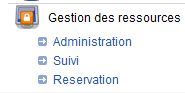 Gestion des ressources
Administration
Suivi
Reservation